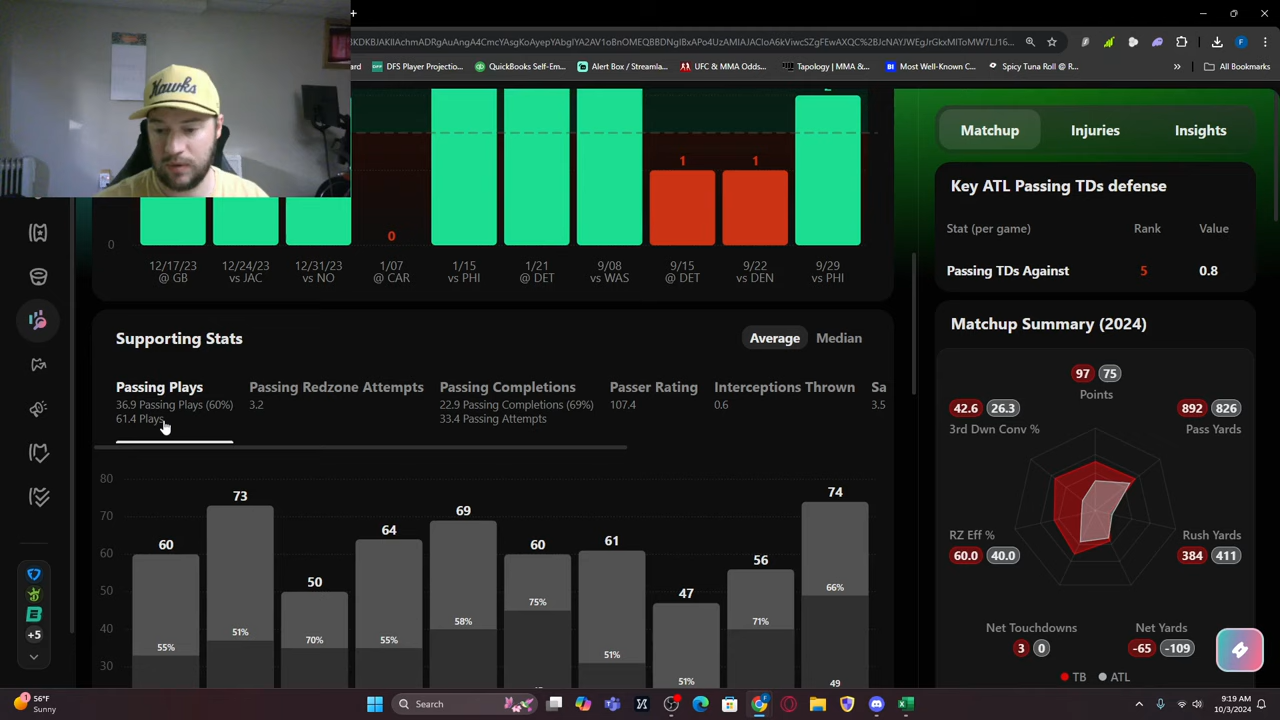 Hawks
KDKBJAKIIAchmADRgAuAngA4CmcYAsgKoAyepYAbgIYA2AV1oBnOMEQBBDNgIBxAPo4UzAMIAJACIoA6kViwcSZgFEwAXQC%2BJcNAYJWEgJrGkxMIToMW7LJ16...
ard
DFS Player Projectio...
QuickBooks Self-Em...
Alert Box / Streamla...
UFC & MMA Odds...
Tapology | MMA &...
Most Well-Known C...
Spicy Tuna Roll @ R...
»
All Bookmarks
0
1
1
0
12/17/23
@ GB
12/24/23
vs JAC
12/31/23
vs NO
1/07
@ CAR
1/15
vs PHI
1/21
@ DET
9/08
vs WAS
9/15
@ DET
9/22
vs DEN
9/29
vs PHI
Supporting Stats
Average
Median
Passing Plays
36.9 Passing Plays (60%)
61.4 Plays
Passing Redzone Attempts
3.2
Passing Completions
22.9 Passing Completions (69%)
33.4 Passing Attempts
Passer Rating
107.4
Interceptions Thrown
0.6
Sa
3.5
80
70
60
50
40
30
60
73
50
64
69
60
61
47
56
74
55%
51%
70%
55%
58%
75%
51%
51%
71%
66%
49
Matchup
Injuries
Insights
Key ATL Passing TDs defense
Stat (per game)
Rank
Value
Passing TDs Against
5
0.8
Matchup Summary (2024)
97 75
Points
42.6 26.3
3rd Dwn Conv %
892 826
Pass Yards
RZ Eff %
60.0 40.0
Rush Yards
384 411
Net Touchdowns
3 0
Net Yards
-65 -109
TB
ATL
+5
56°F
Sunny
Search
9:19 AM
10/3/2024